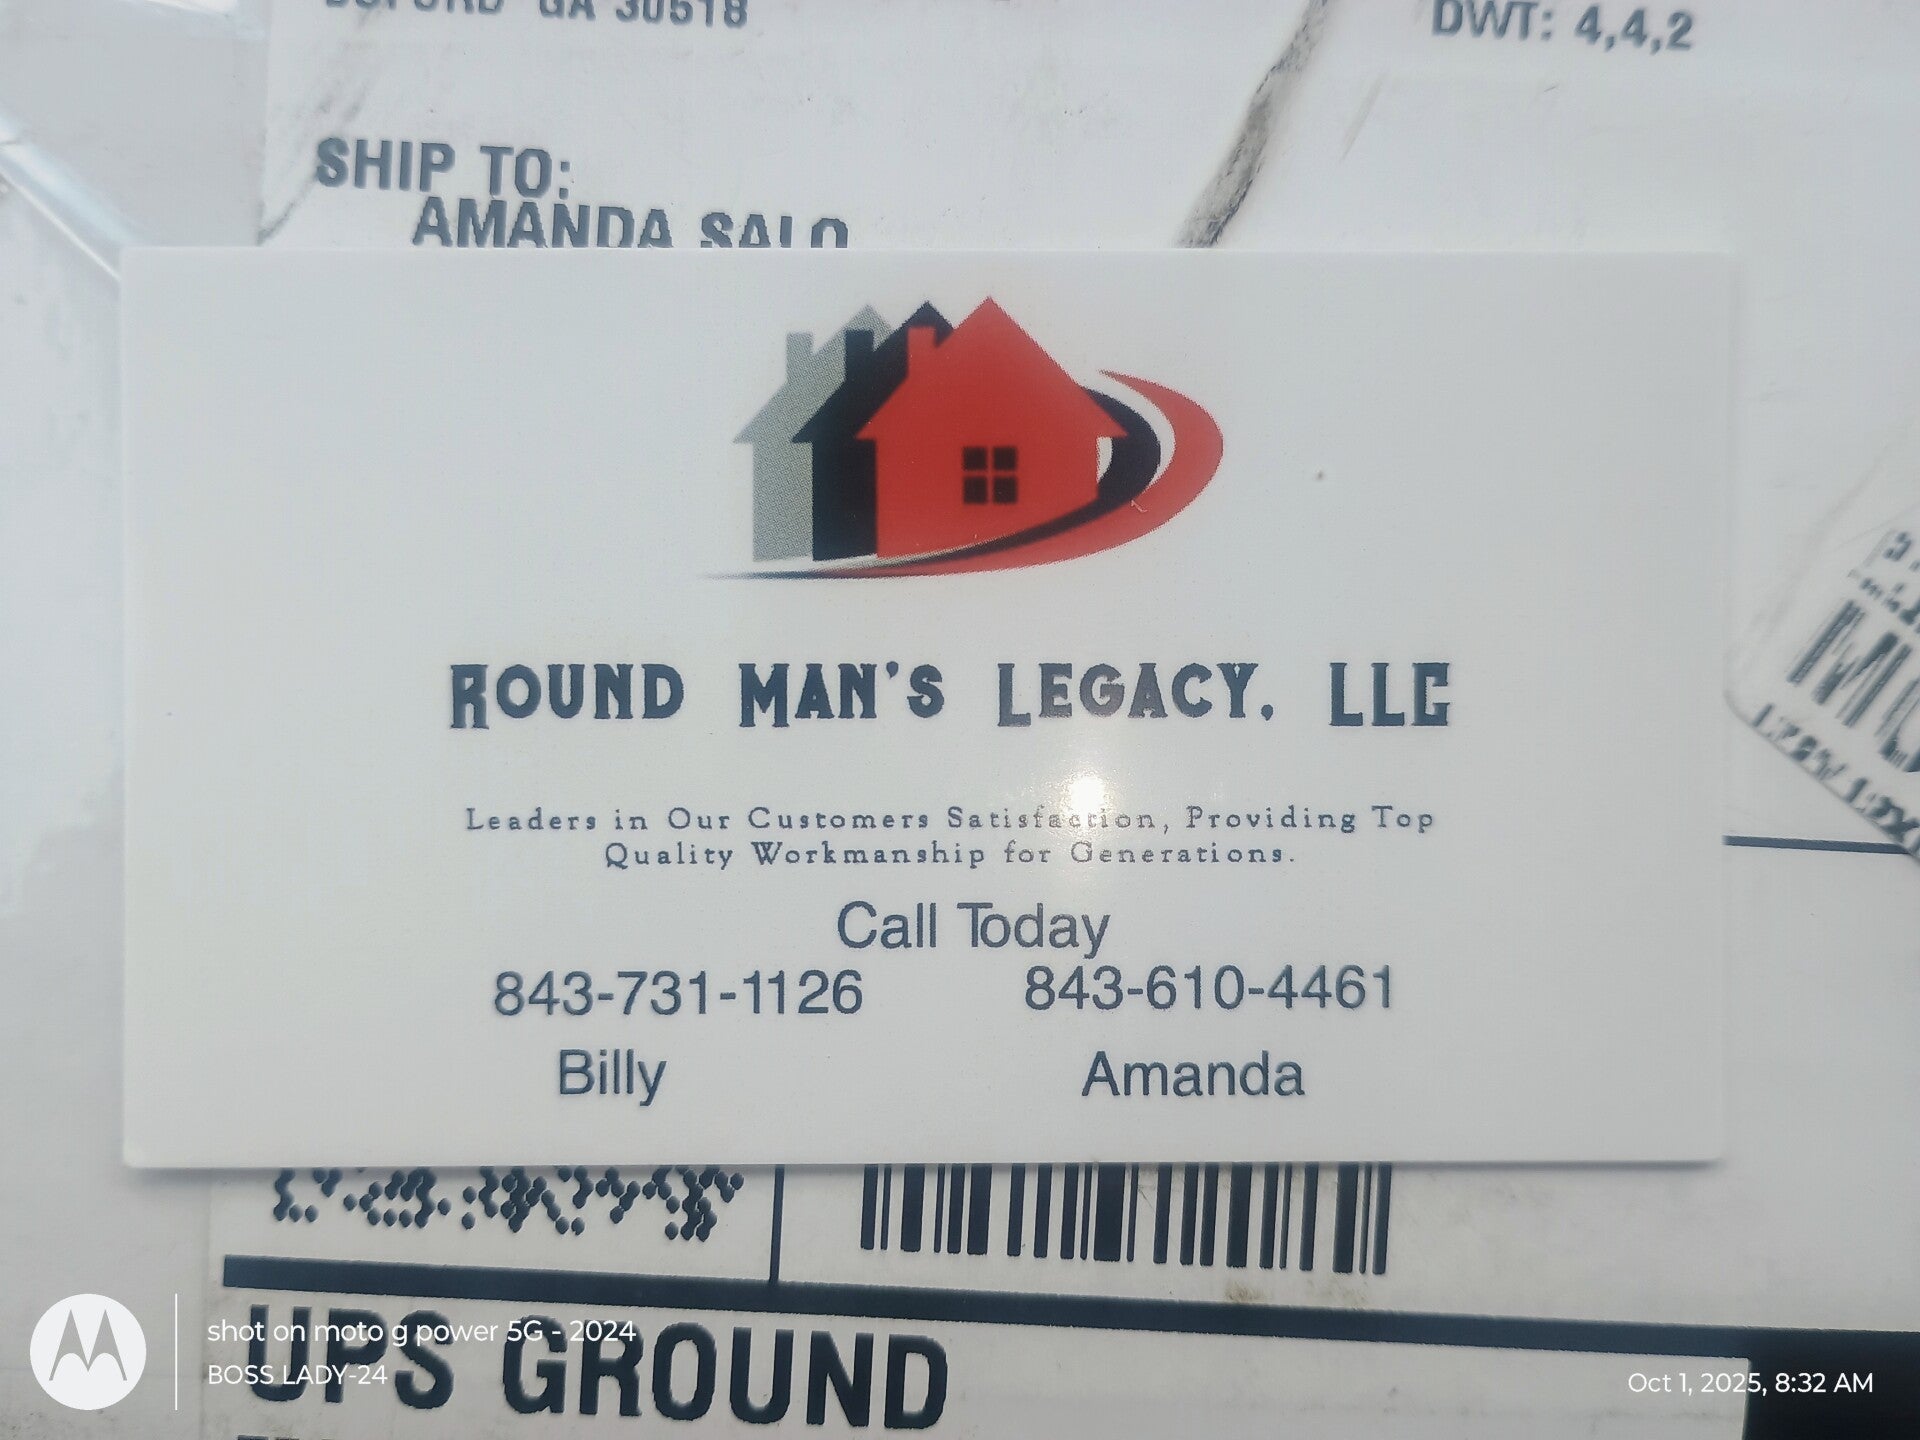 GA 30518
DWT: 4,4,2
SHIP TO:
AMANDA SALO
ROUND MAN'S LEGACY, LLC
Leaders in Our Customers Satisfaction, Providing Top
Quality Workmanship for Generations.
Call Today
843-731-1126 843-610-4461
Billy Amanda
UPS GROUND
shot on moto g power 5G - 2024
BOSS LADY-24
Oct 1, 2025, 8:32 AM